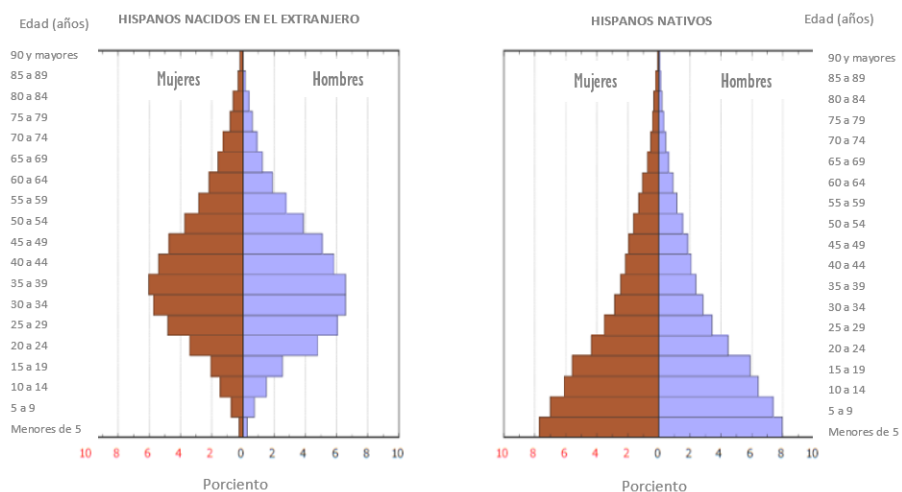 HISPANOS NACIDOS EN EL EXTRANJERO
Edad (años)
Mujeres
Hombres
90 y mayores
85 a 89
80 a 84
75 a 79
70 a 74
65 a 69
60 a 64
55 a 59
50 a 54
45 a 49
40 a 44
35 a 39
30 a 34
25 a 29
20 a 24
15 a 19
10 a 14
5 a 9
Menores de 5
10 8 6 4 2 0 2 4 6 8 10
Porciento
HISPANOS NATIVOS
Edad (años)
Mujeres
Hombres
90 y mayores
85 a 89
80 a 84
75 a 79
70 a 74
65 a 69
60 a 64
55 a 59
50 a 54
45 a 49
40 a 44
35 a 39
30 a 34
25 a 29
20 a 24
15 a 19
10 a 14
5 a 9
Menores de 5
10 8 6 4 2 0 2 4 6 8 10
Porciento